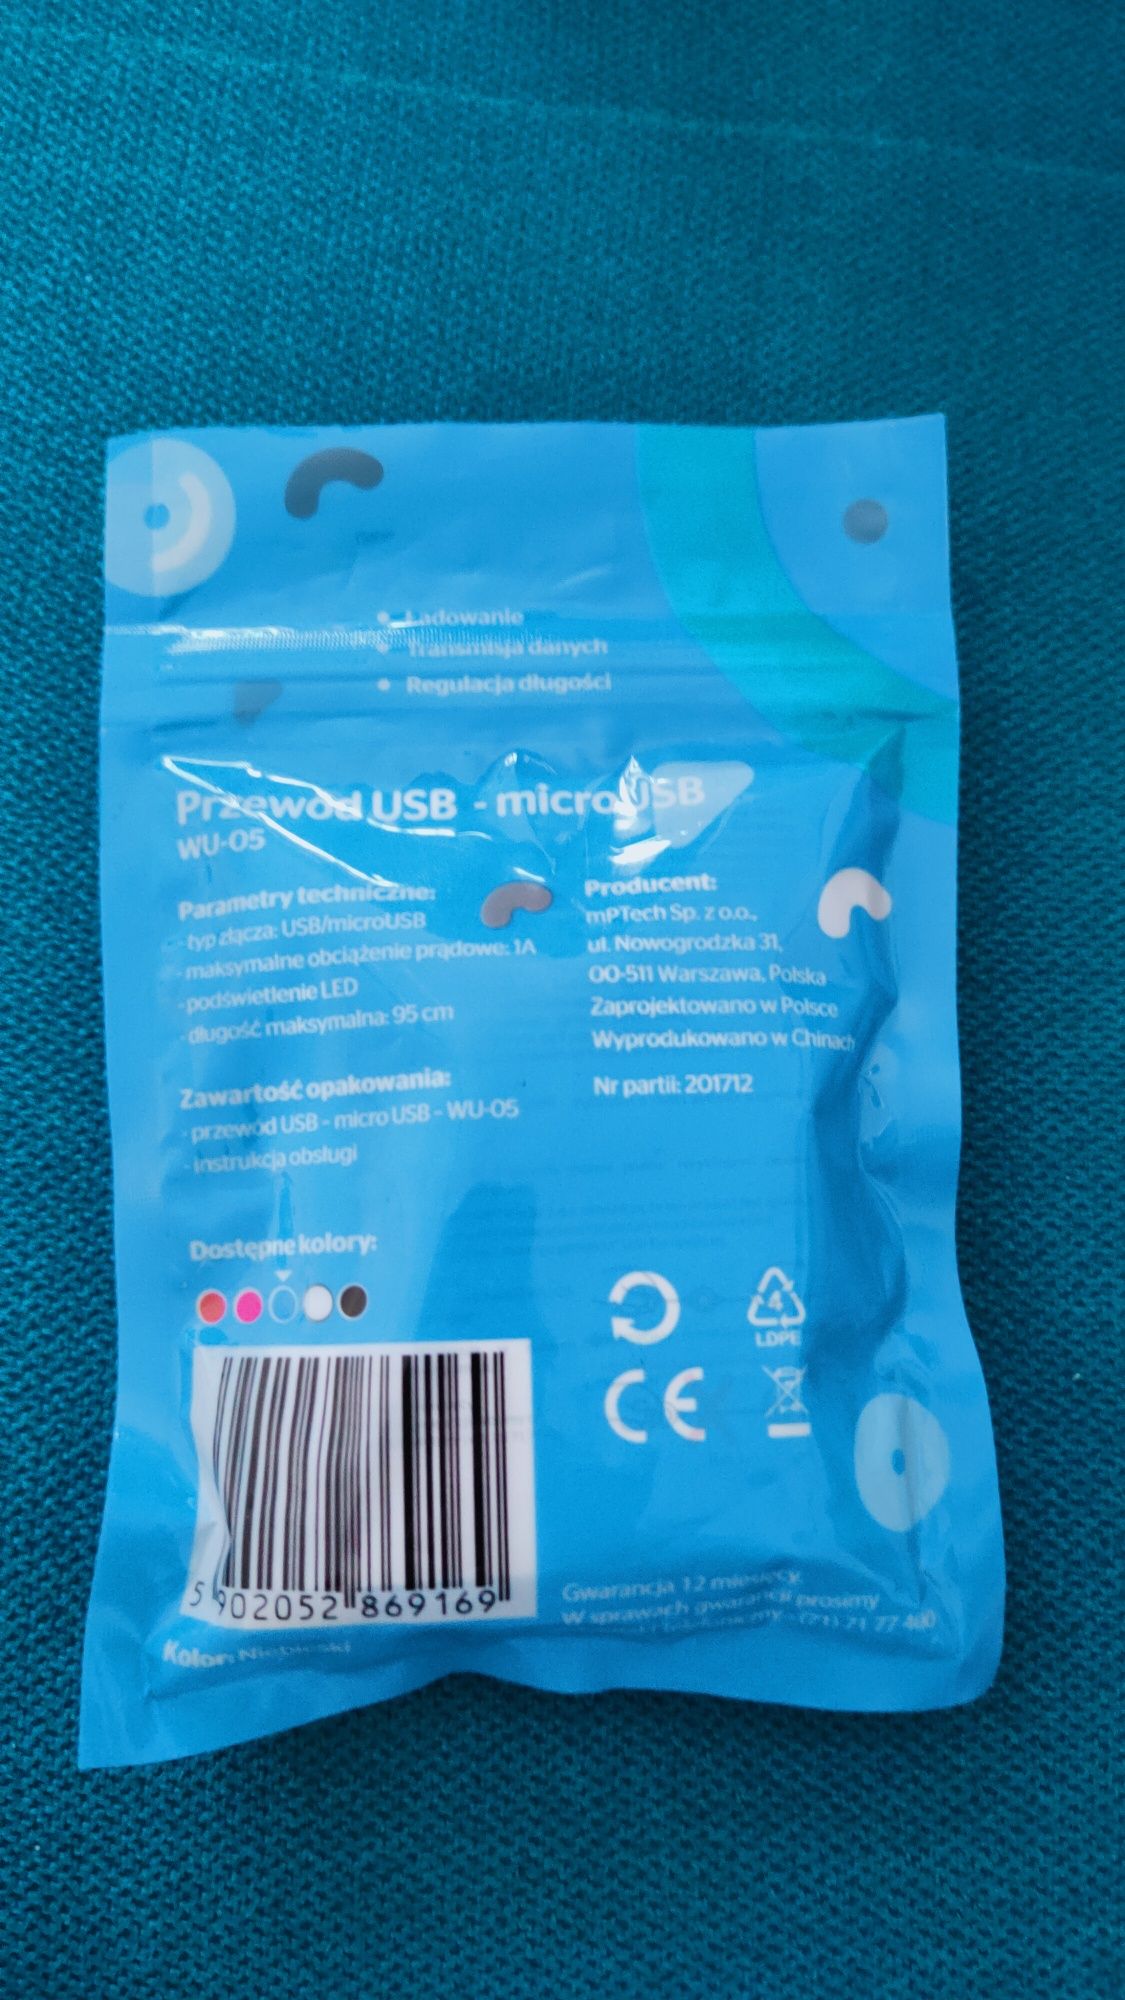 • Ładowanie
• Transmisja danych
• Regulacja długości
Przewód USB - microUSB
WU-05
Parametry techniczne:
- typ złącza: USB/microUSB
- maksymalne obciążenie prądowe: 1A
- podświetlenie LED
- długość maksymalna: 95 cm
Zawartość opakowania:
- przewód USB - micro USB - WU-05
- instrukcja obsługi
Dostępne kolory:
Producent:
mPTech Sp. z o.o.,
ul. Nowogrodzka 31,
00-511 Warszawa, Polska
Zaprojektowano w Polsce
Wyprodukowano w Chinach
Nr partii: 201712
4
LDPE
CE
5 902052 869169
Kolor: Niebieski
Gwarancja 12 miesięcy.
W sprawach gwarancji prosimy
(71) 71 77 400